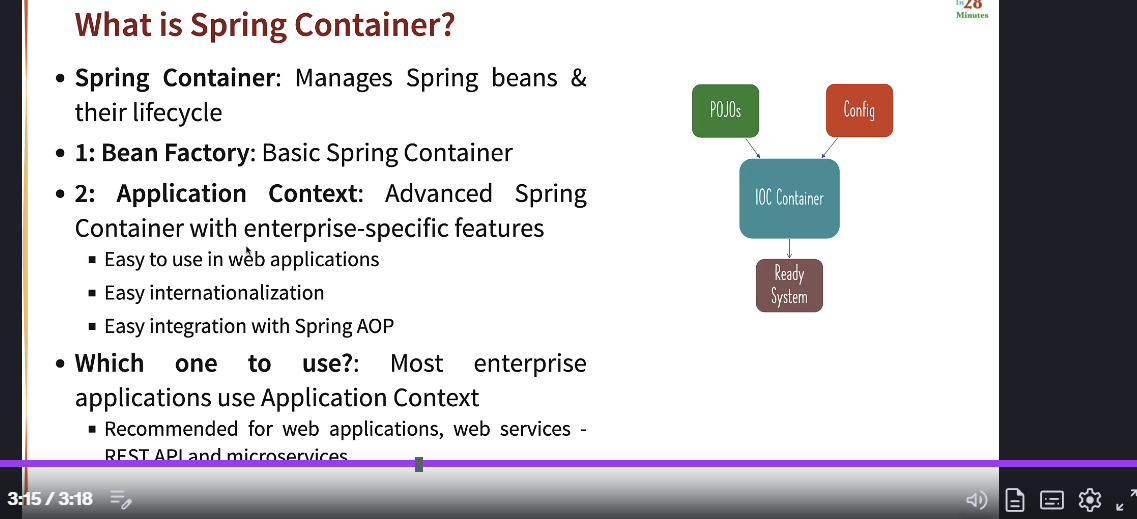 What is Spring Container?
In28
Minutes
• Spring Container: Manages Spring beans &
their lifecycle
• 1: Bean Factory: Basic Spring Container
• 2: Application Context: Advanced Spring
Container with enterprise-specific features
▪ Easy to use in web applications
▪ Easy internationalization
▪ Easy integration with Spring AOP
• Which one to use?: Most enterprise
applications use Application Context
▪ Recommended for web applications, web services -
REST API and microservices
POJOs
Config
IOC Container
Ready
System
3:15 / 3:18